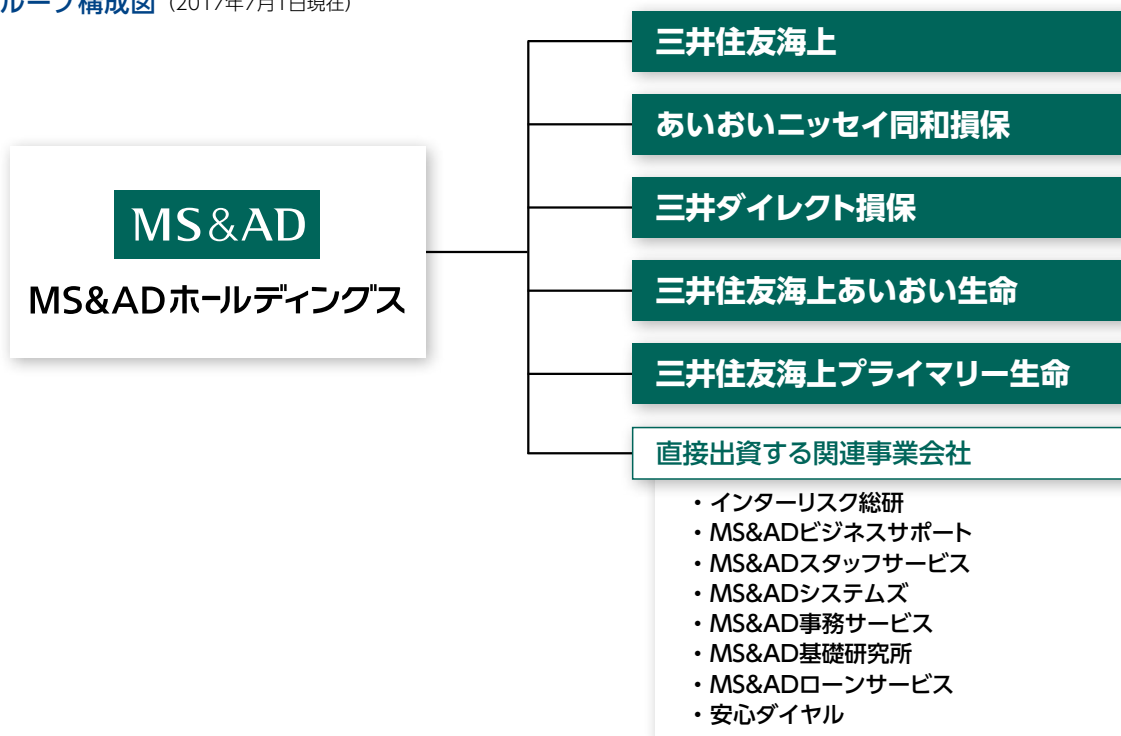 ループ構成図（2017年7月1日現在）
MS&AD
MS&ADホールディングス
三井住友海上
あいおいニッセイ同和損保
三井ダイレクト損保
三井住友海上あいおい生命
三井住友海上プライマリー生命
直接出資する関連事業会社
・インターリスク総研
・MS&ADビジネスサポート
・MS&ADスタッフサービス
・MS&ADシステムズ
・MS&AD事務サービス
・MS&AD基礎研究所
・MS&ADローンサービス
・安心ダイヤル